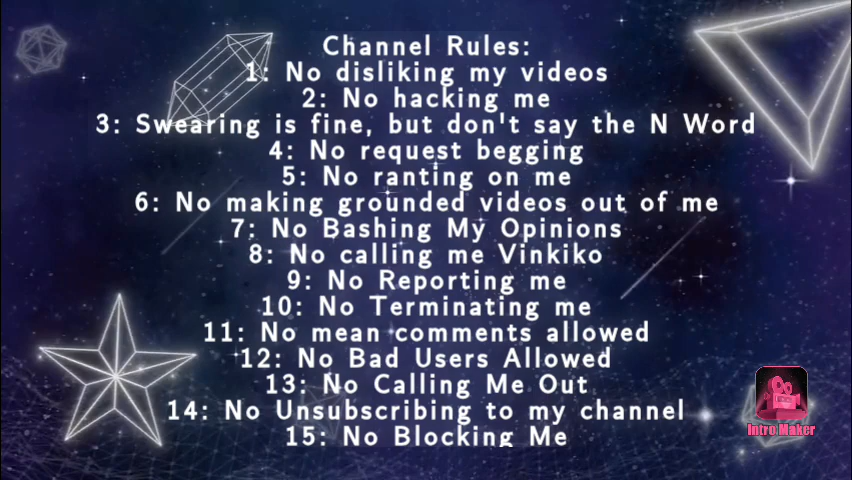 Channel Rules:
1: No disliking my videos
2: No hacking me
3: Swearing is fine, but don't say the N Word
4: No request begging
5: No ranting on me
6: No making grounded videos out of me
7: No Bashing My Opinions
8: No calling me Vinkiko
9: No Reporting me
10: No Terminating me
11: No mean comments allowed
12: No Bad Users Allowed
13: No Calling Me Out
14: No Unsubscribing to my channel
15: No Blocking Me
Intro Maker